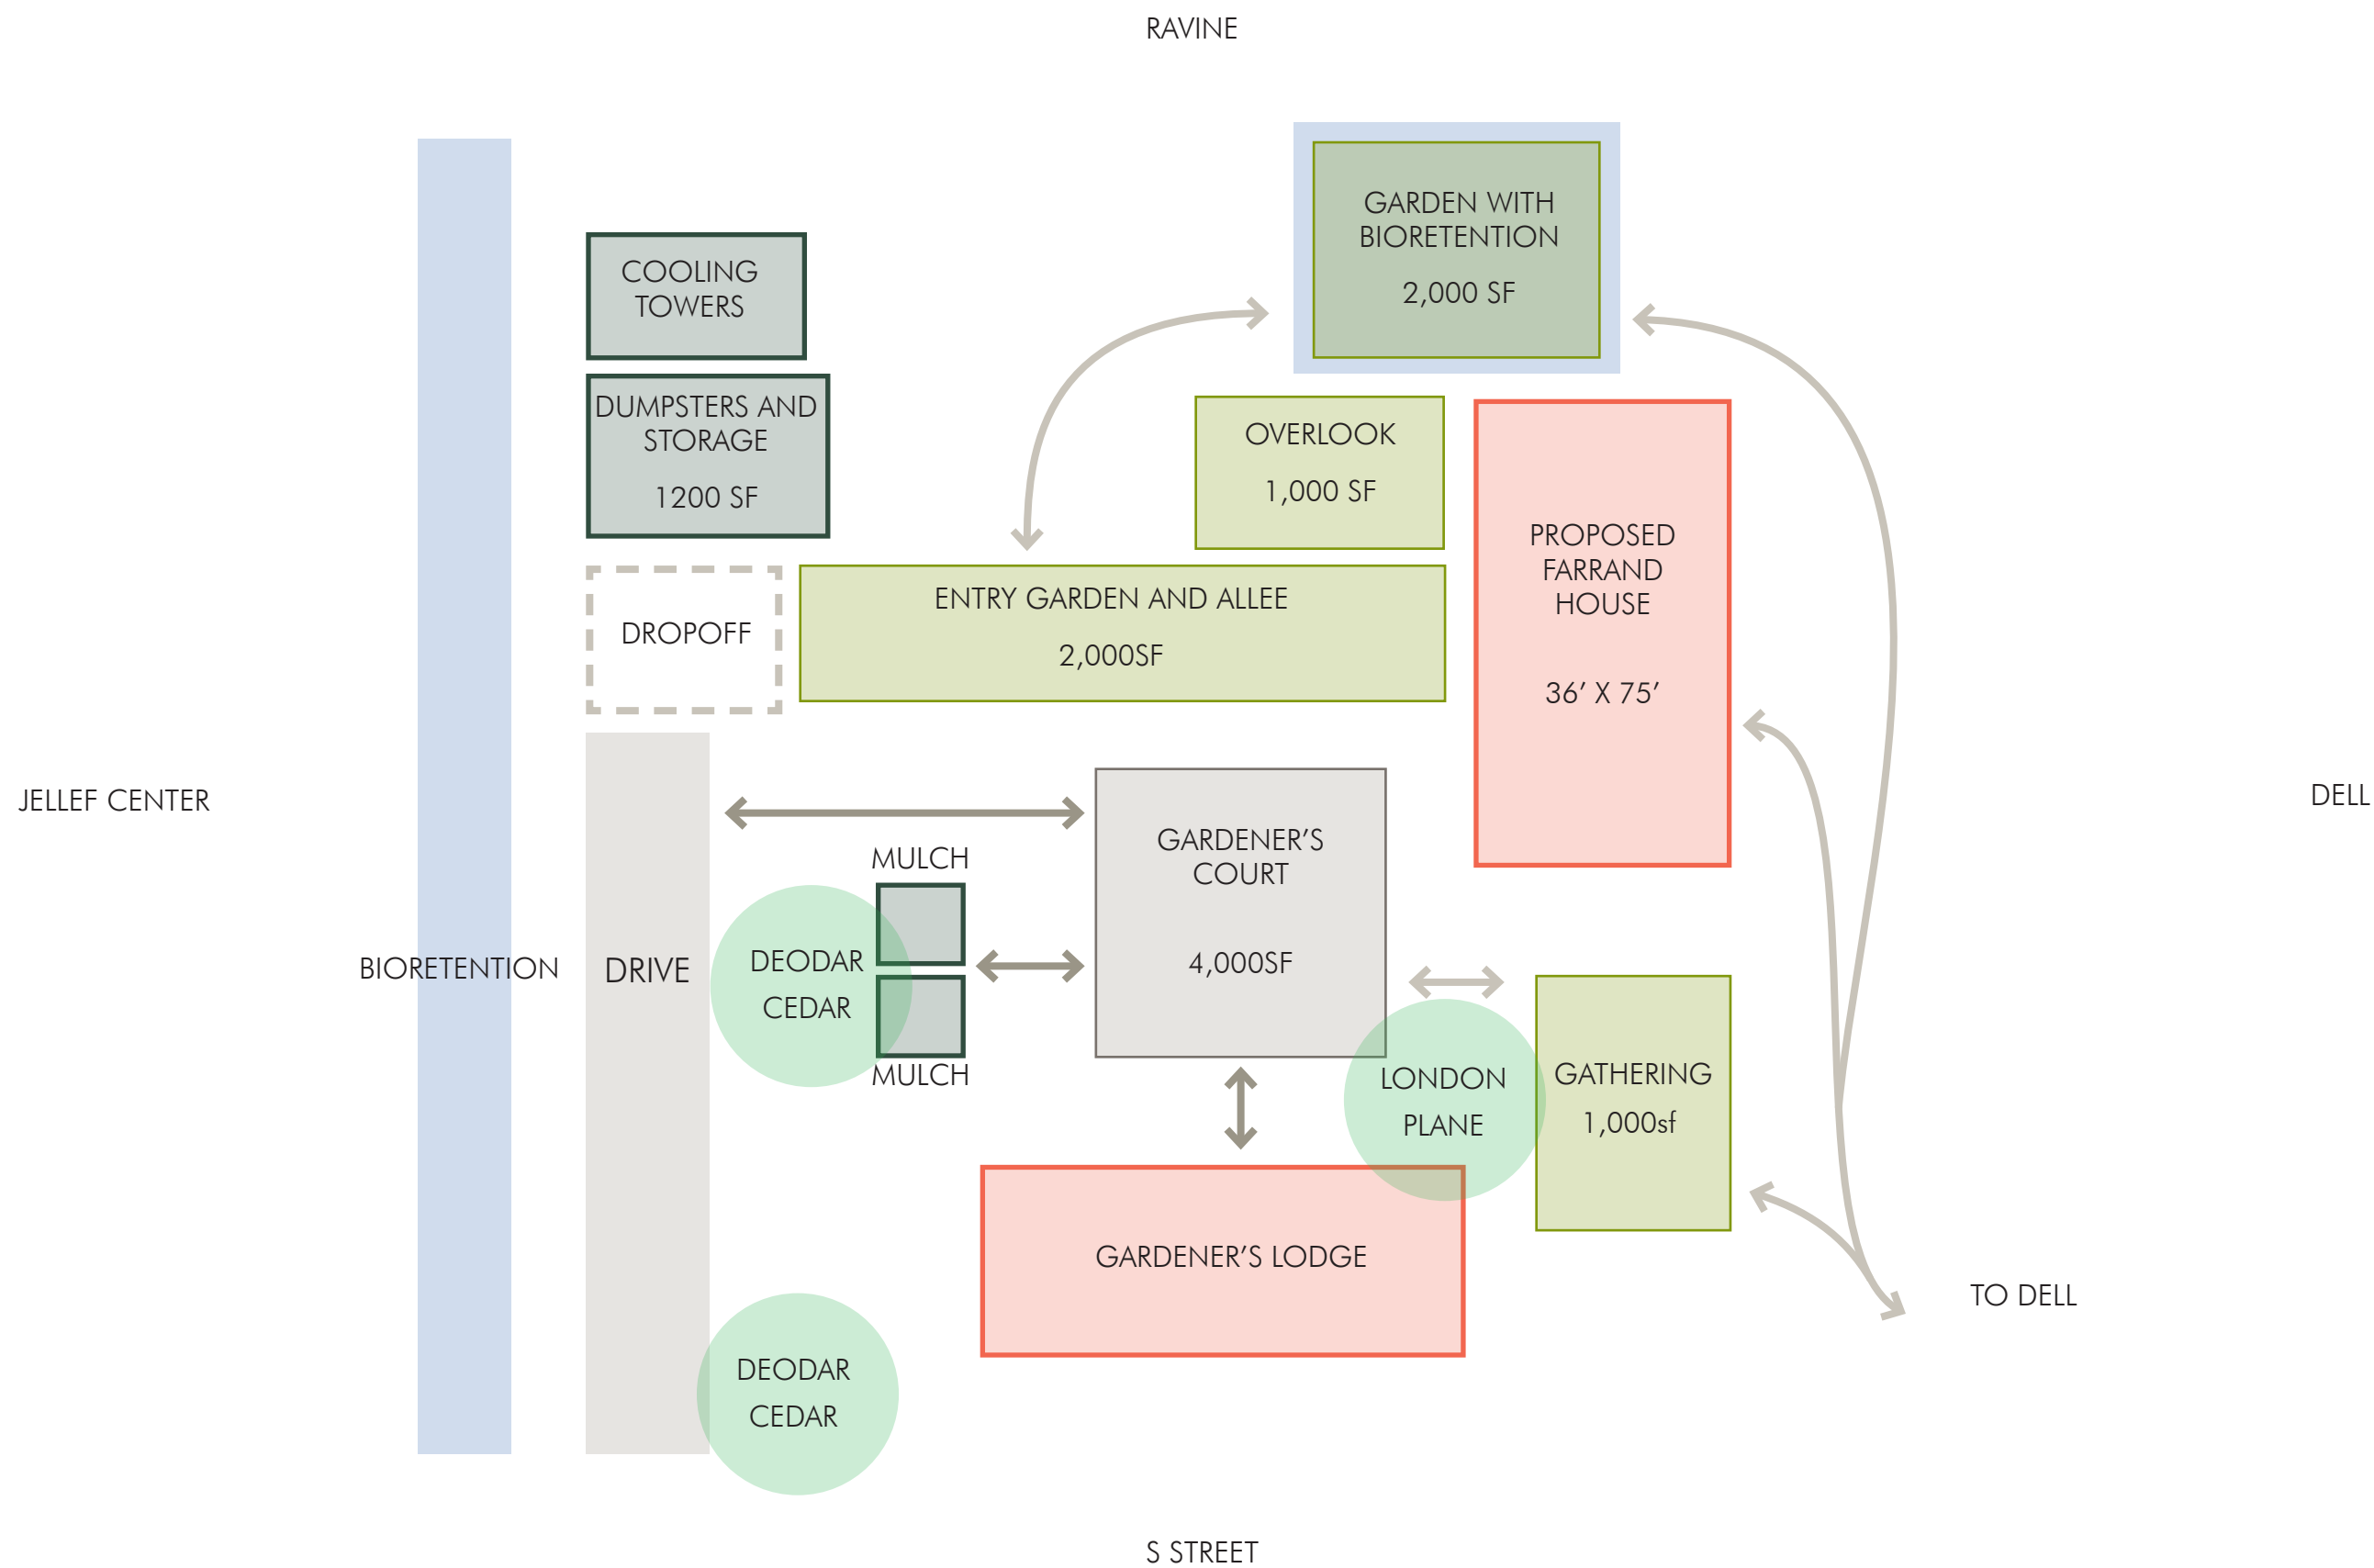 RAVINE
GARDEN WITH
BIORETENTION
2,000 SF
COOLING
TOWERS
DUMPSTERS AND
STORAGE
1200 SF
OVERLOOK
1,000 SF
PROPOSED
FARRAND
HOUSE
36’ X 75’
DROPOFF
ENTRY GARDEN AND ALLEE
2,000SF
JELLEF CENTER
DELL
BIORETENTION
DRIVE
MULCH
DEODAR
CEDAR
MULCH
GARDENER’S
COURT
4,000SF
LONDON
PLANE
GATHERING
1,000sf
GARDENER’S LODGE
TO DELL
DEODAR
CEDAR
S STREET